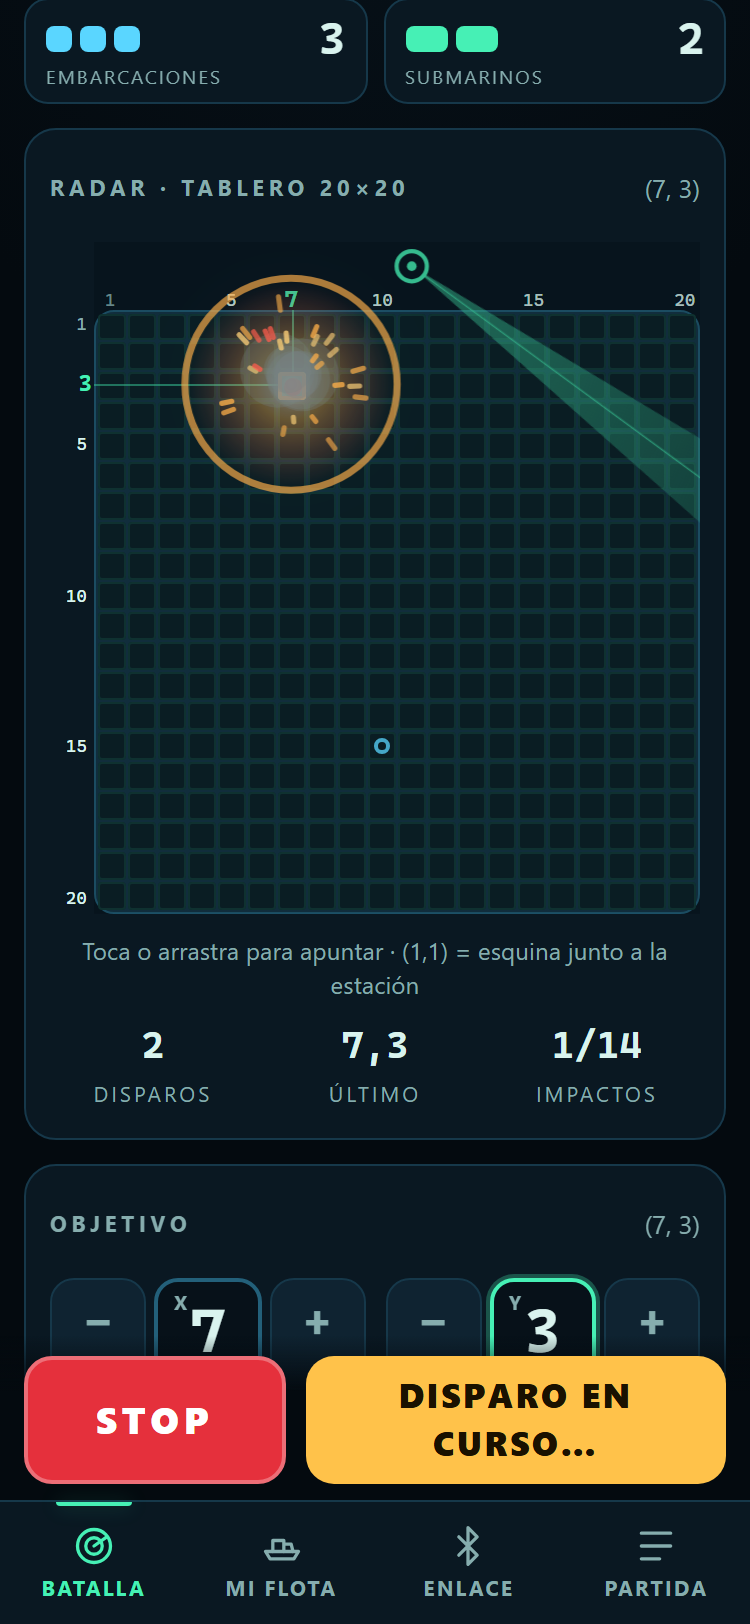 3
EMBARCACIONES
2
SUBMARINOS
RADAR · TABLERO 20×20
(7, 3)
1 5 7 10 15 20
1
3
5
10
15
20
Toca o arrastra para apuntar · (1,1) = esquina junto a la
estación
2
DISPAROS
7,3
ÚLTIMO
1/14
IMPACTOS
OBJETIVO
(7, 3)
−
X
7
+
−
Y
3
+
STOP
DISPARO EN
CURSO...
BATALLA
MI FLOTA
ENLACE
PARTIDA